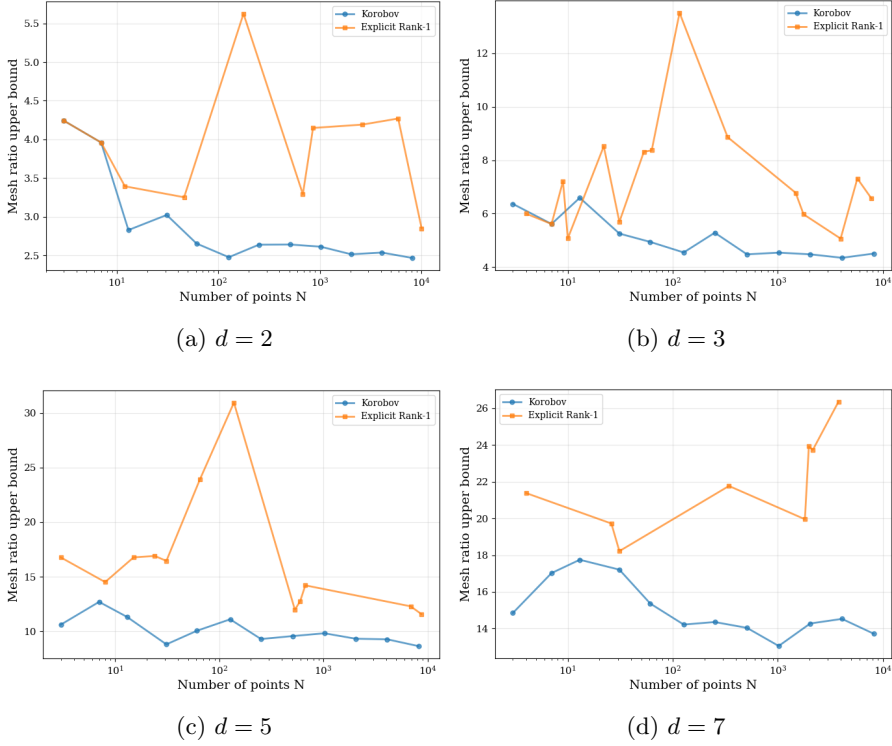 5.5
5.0
4.5
4.0
3.5
3.0
2.5
Mesh ratio upper bound
Korobov
Explicit Rank-1
10¹
10²
10³
10⁴
Number of points N
(a) d = 2
12
10
8
6
4
Mesh ratio upper bound
Korobov
Explicit Rank-1
10¹
10²
10³
10⁴
Number of points N
(b) d = 3
30
25
20
15
10
Mesh ratio upper bound
Korobov
Explicit Rank-1
10¹
10²
10³
10⁴
Number of points N
(c) d = 5
26
24
22
20
18
16
14
Mesh ratio upper bound
Korobov
Explicit Rank-1
10¹
10²
10³
10⁴
Number of points N
(d) d = 7